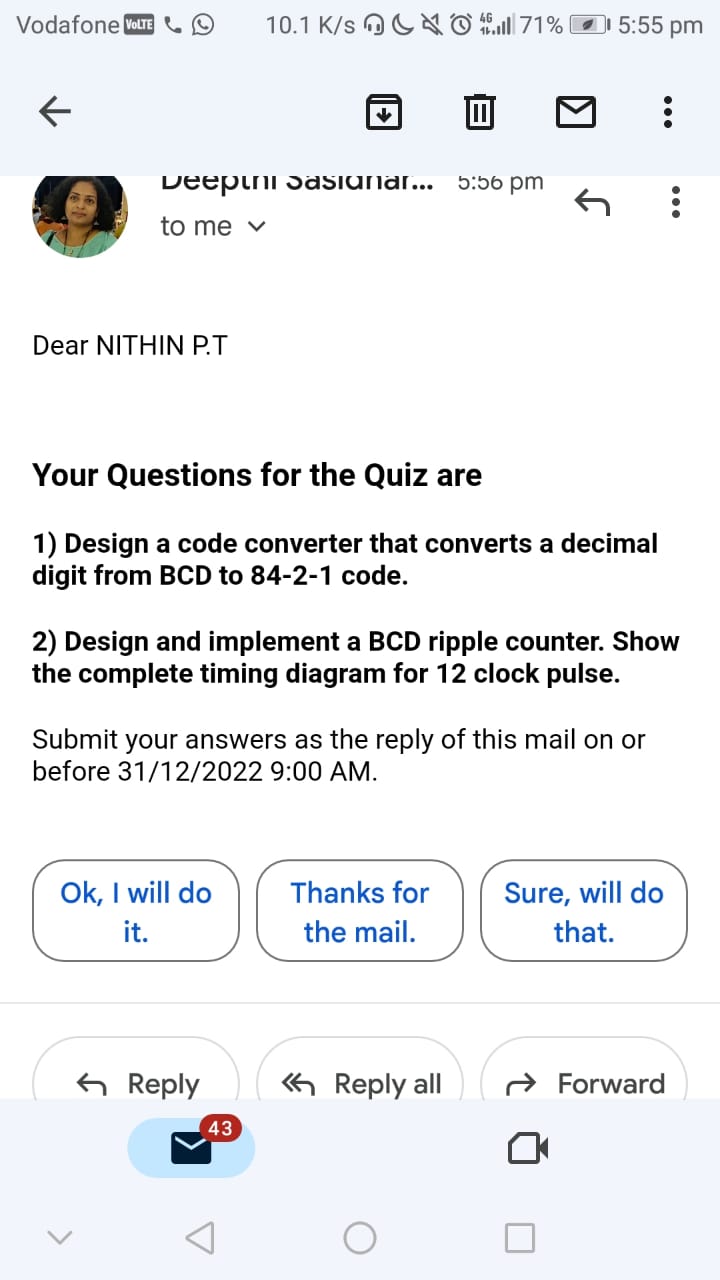 Vodafone VoLTE 10.1 K/s 4G 71% 5:55 pm
Deepthi Sasidhar... 5:56 pm
to me
Dear NITHIN P.T
Your Questions for the Quiz are
1) Design a code converter that converts a decimal
digit from BCD to 84-2-1 code.
2) Design and implement a BCD ripple counter. Show
the complete timing diagram for 12 clock pulse.
Submit your answers as the reply of this mail on or
before 31/12/2022 9:00 AM.
Ok, I will do
it.
Thanks for
the mail.
Sure, will do
that.
Reply Reply all Forward
43